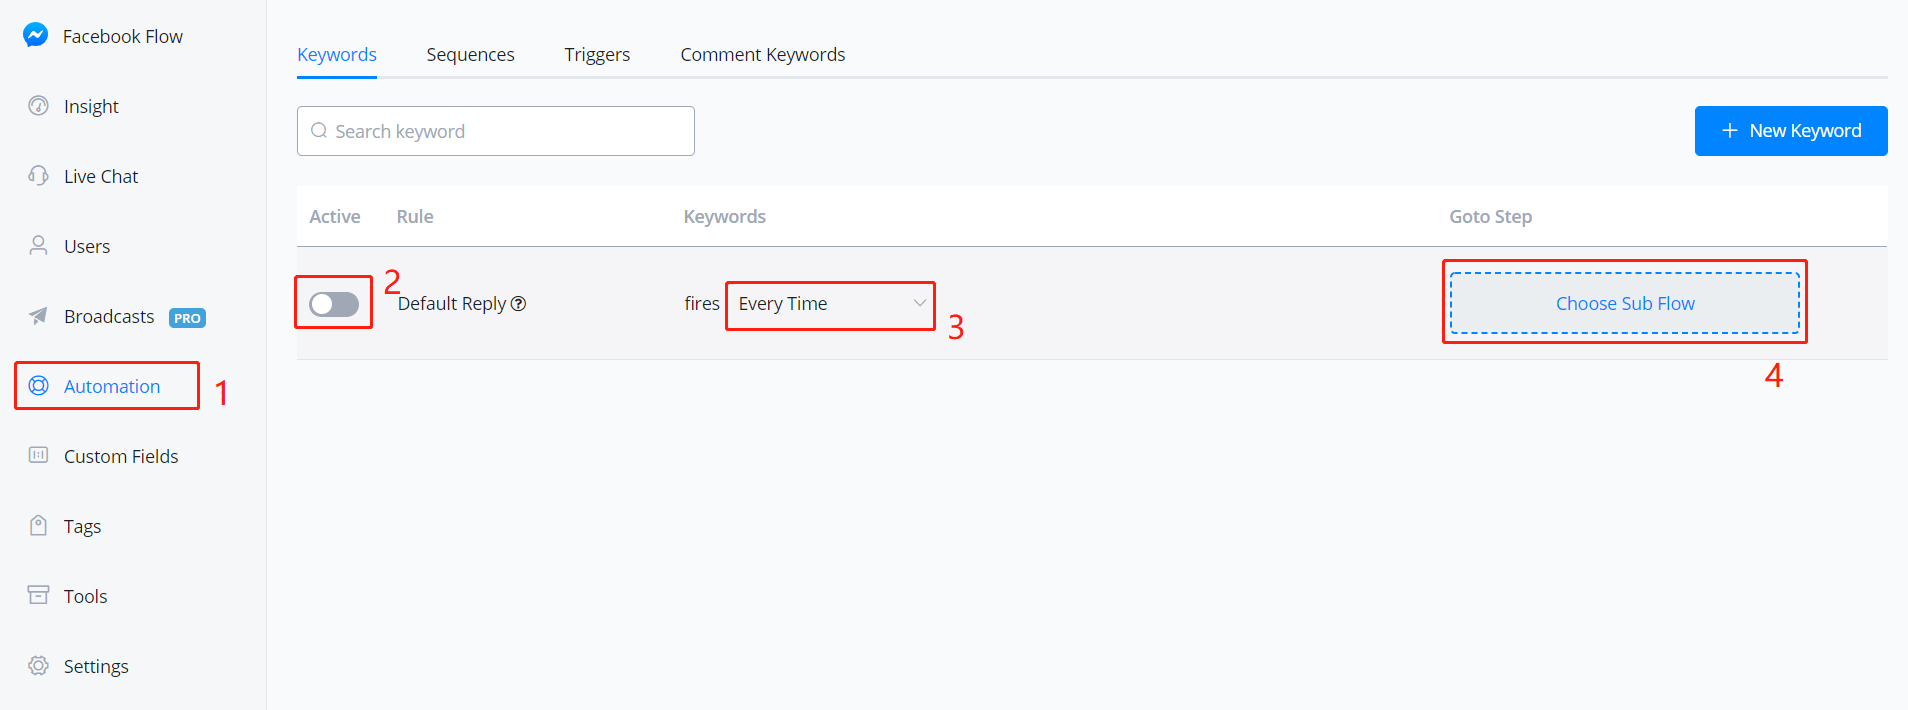 Facebook Flow
Insight
Live Chat
Users
Broadcasts PRO
Automation 1
Custom Fields
Tags
Tools
Settings
Keywords Sequences Triggers Comment Keywords
Search keyword
+ New Keyword
Active Rule Keywords Goto Step
2
Default Reply ? fires Every Time Choose Sub Flow
3
4